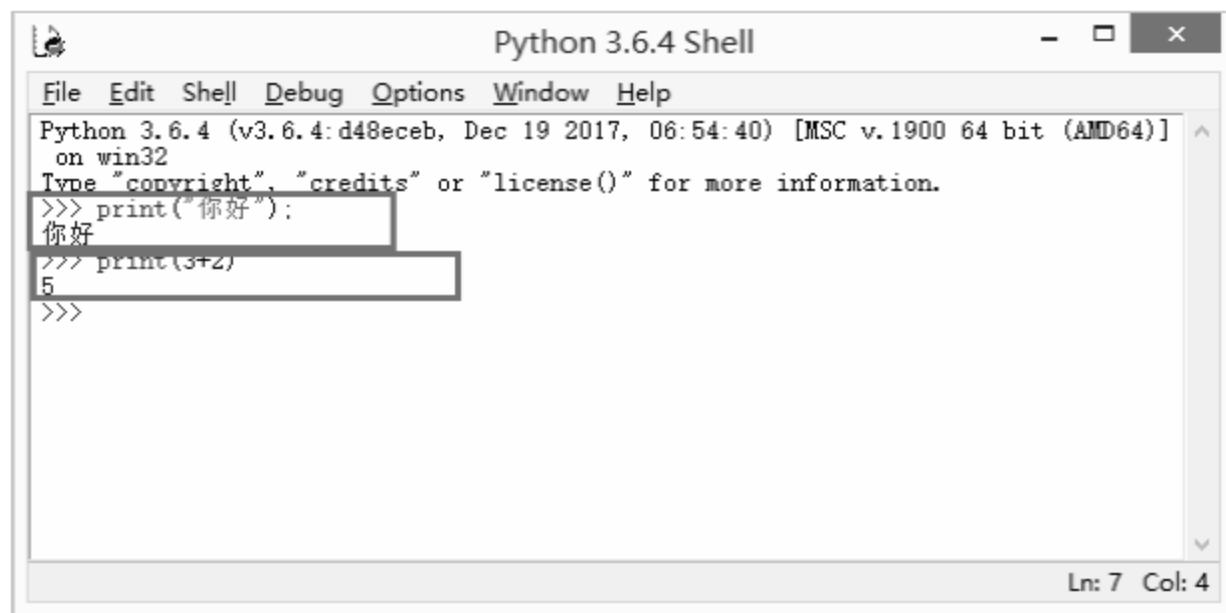 Python 3.6.4 Shell
File Edit Shell Debug Options Window Help
Python 3.6.4 (v3.6.4:d48eceb, Dec 19 2017, 06:54:40) [MSC v.1900 64 bit (AMD64)]
on win32
Type "copyright", "credits" or "license()" for more information.
>>> print("你好");
你好
>>> print(3+2)
5
>>>
Ln: 7 Col: 4